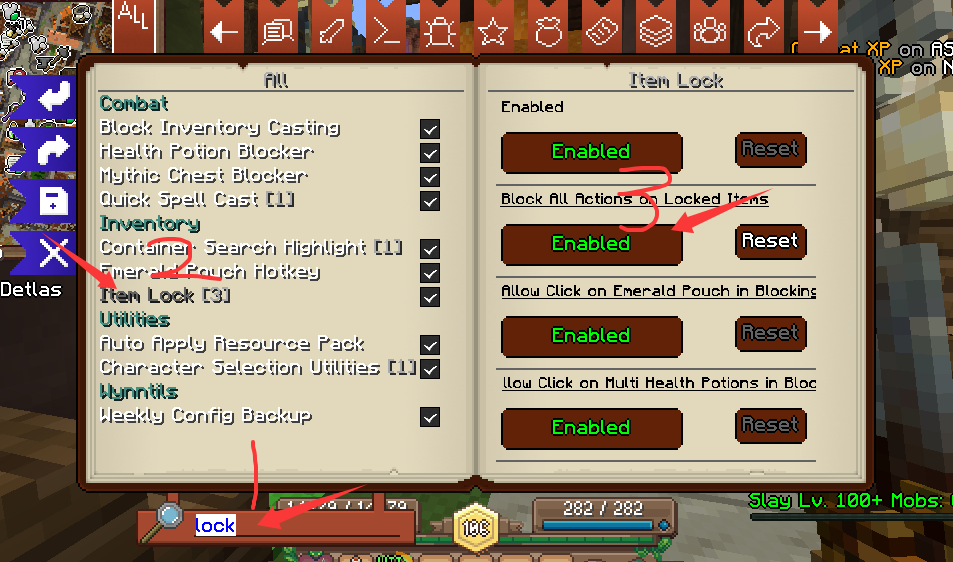 ALL
All
Combat
Block Inventory Casting
Health Potion Blocker
Mythic Chest Blocker
Quick Spell Cast [1]
Inventory
Container Search Highlight [1]
Emerald Pouch Hotkey
Item Lock [3]
Utilities
Auto Apply Resource Pack
Character Selection Utilities [1]
Wynntils
Weekly Config Backup
2
1
lock
Item Lock
Enabled
Enabled
Reset
Block All Actions on Locked Items
3
Enabled
Reset
Allow Click on Emerald Pouch in Blocking
Enabled
Reset
llow Click on Multi Health Potions in Bloc
Enabled
Reset
at XP on AS
XP on N
Detlas
79
106
282 / 282
Slay Lv. 100+ Mobs: